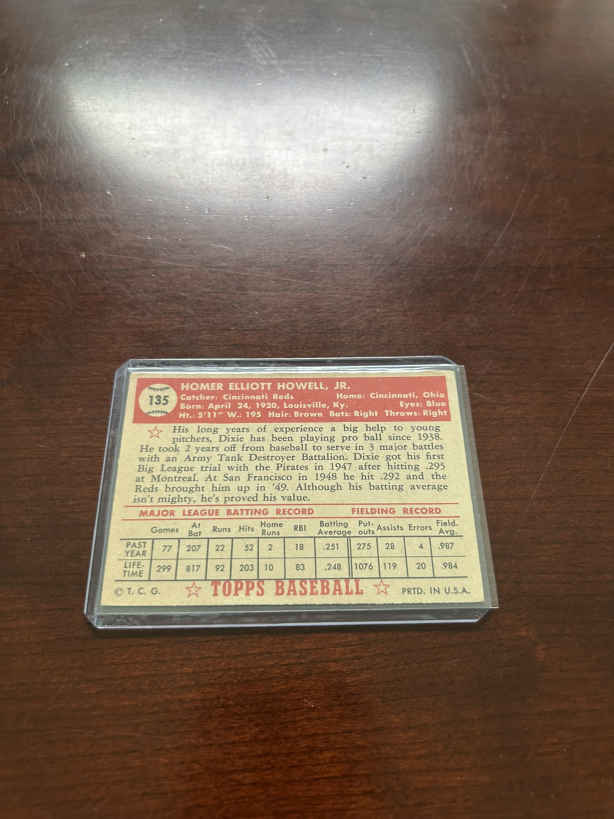 135
HOMER ELLIOTT HOWELL, JR.
Catcher: Cincinnati Reds Home: Cincinnati, Ohio
Born: April 24, 1920, Louisville, Ky. Eyes: Blue
Ht.: 5'11" W.: 195 Hair: Brown Bats: Right Throws: Right
His long years of experience a big help to young
pitchers, Dixie has been playing pro ball since 1938.
He took 2 years off from baseball to serve in 3 major battles
with an Army Tank Destroyer Battalion. Dixie got his first
Big League trial with the Pirates in 1947 after hitting .295
at Montreal. At San Francisco in 1948 he hit .292 and the
Reds brought him up in '49. Although his batting average
isn't mighty, he's proved his value.
MAJOR LEAGUE BATTING RECORD FIELDING RECORD
Games At Bat Runs Hits Home Runs RBI Batting Average Put-outs Assists Errors Field. Avg.
PAST YEAR 77 207 22 52 2 18 .251 275 28 4 .987
LIFE-TIME 299 817 92 203 10 83 .248 1076 119 20 .984
© T. C. G. ☆ TOPPS BASEBALL ☆ PRTD. IN U.S.A.